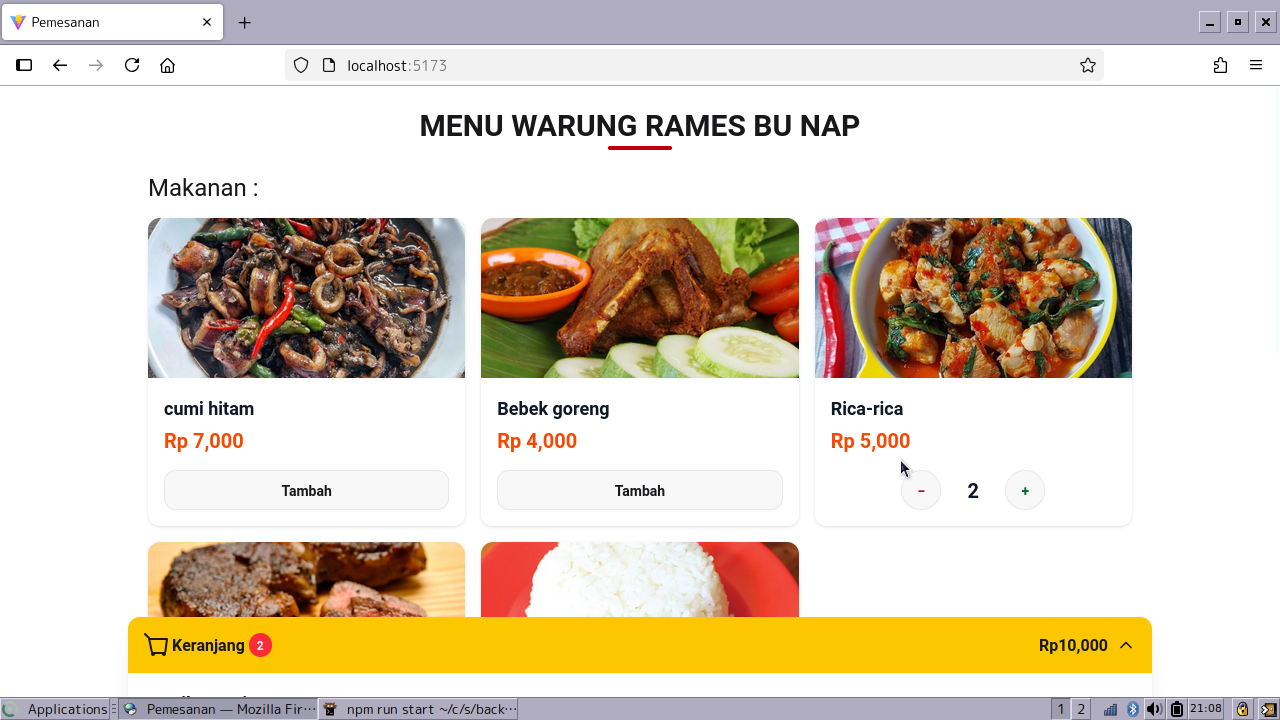 Pemesanan
localhost:5173
MENU WARUNG RAMES BU NAP
Makanan :
cumi hitam
Rp 7,000
Tambah
Bebek goreng
Rp 4,000
Tambah
Rica-rica
Rp 5,000
- 2 +
Keranjang 2
Rp10,000
Applications
Pemesanan — Mozilla Fir···
npm run start ~/c/s/back···
1 2
21:08